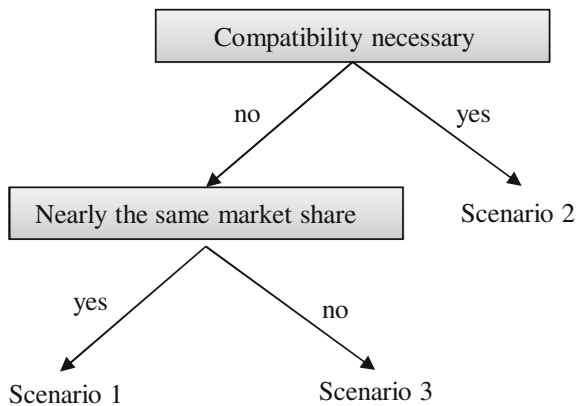 Compatibility necessary
no
yes
Nearly the same market share
Scenario 2
yes
no
Scenario 1
Scenario 3